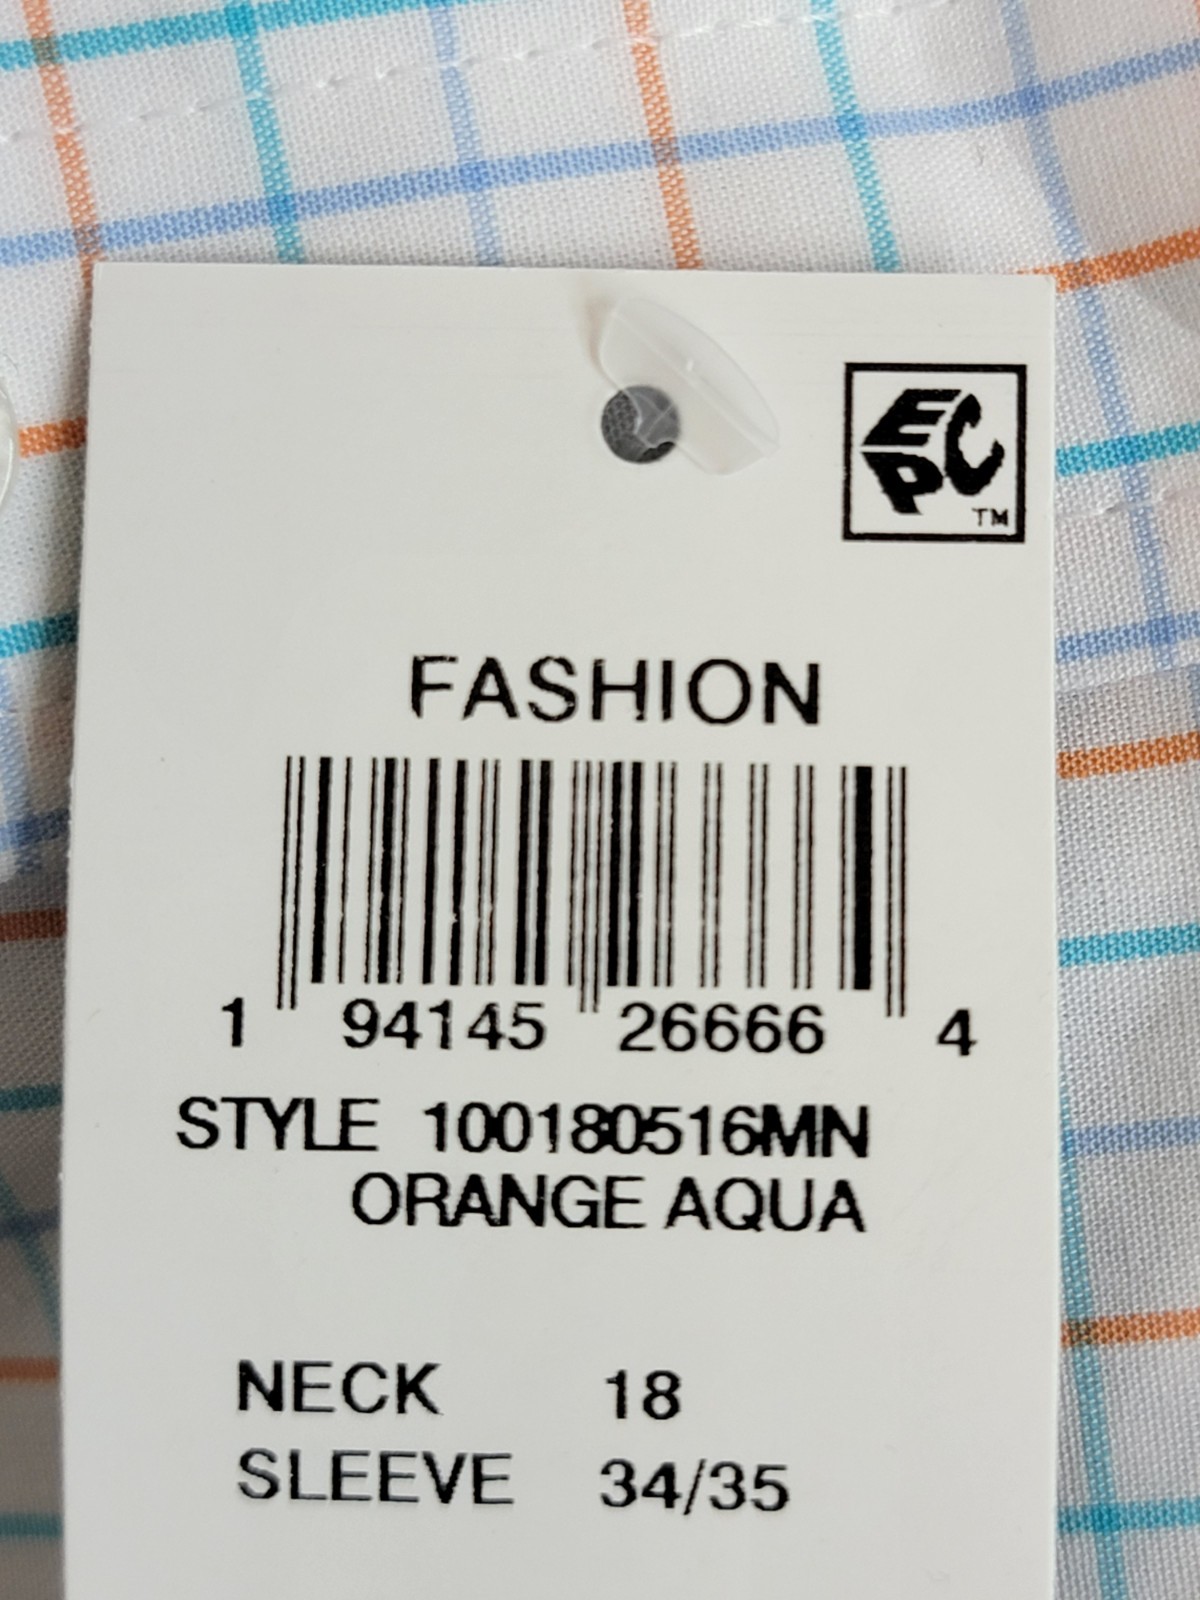 EPC
TM
FASHION
1 94145 26666 4
STYLE 100180516MN
ORANGE AQUA
NECK 18
SLEEVE 34/35